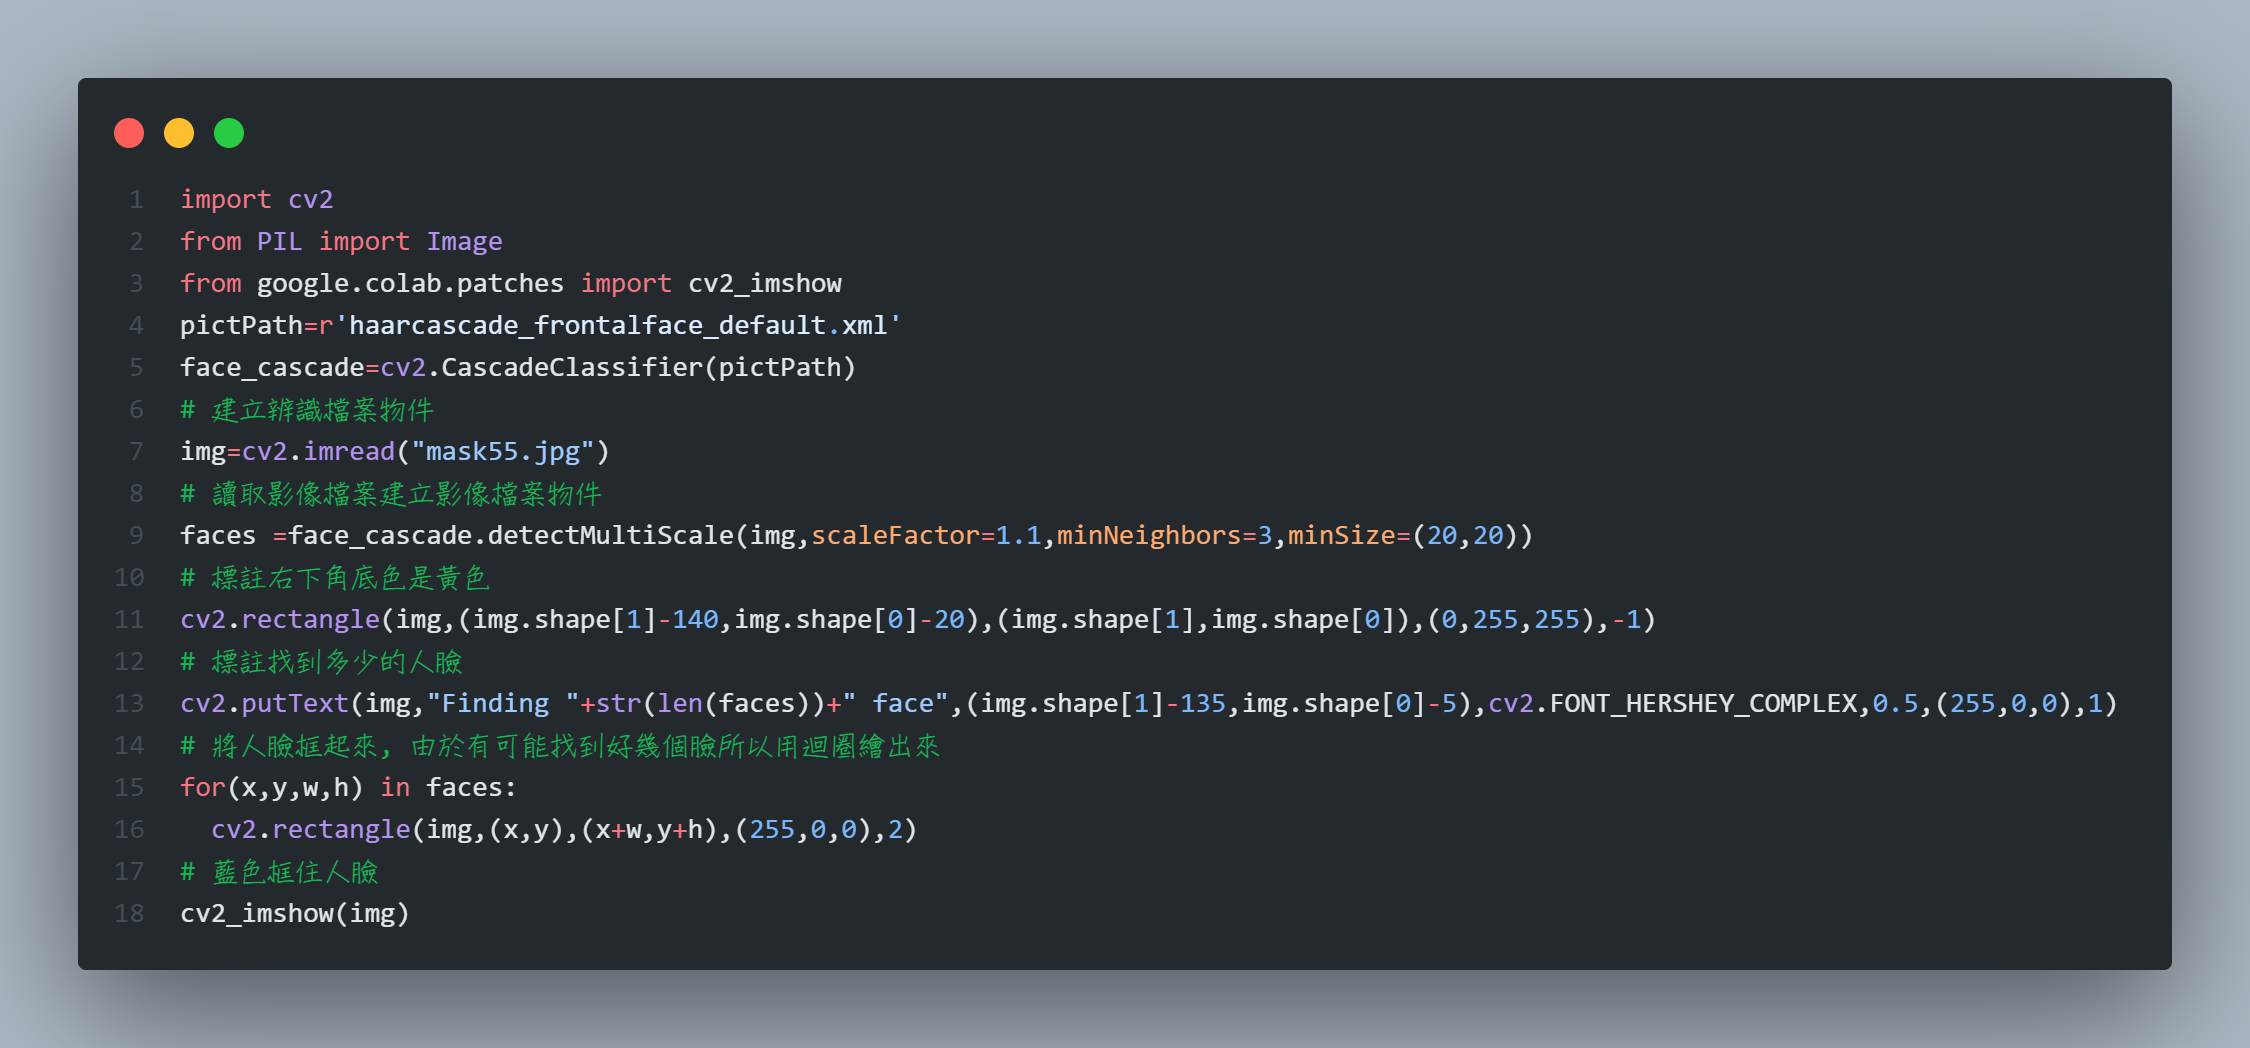 1 import cv2
2 from PIL import Image
3 from google.colab.patches import cv2_imshow
4 pictPath=r'haarcascade_frontalface_default.xml'
5 face_cascade=cv2.CascadeClassifier(pictPath)
6 # 建立辨識檔案物件
7 img=cv2.imread("mask55.jpg")
8 # 讀取影像檔案建立影像檔案物件
9 faces =face_cascade.detectMultiScale(img,scaleFactor=1.1,minNeighbors=3,minSize=(20,20))
10 # 標註右下角底色是黃色
11 cv2.rectangle(img,(img.shape[1]-140,img.shape[0]-20),(img.shape[1],img.shape[0]),(0,255,255),-1)
12 # 標註找到多少的人臉
13 cv2.putText(img,"Finding "+str(len(faces))+" face",(img.shape[1]-135,img.shape[0]-5),cv2.FONT_HERSHEY_COMPLEX,0.5,(255,0,0),1)
14 # 將人臉框起來, 由於有可能找到好幾個臉所以用迴圈繪出來
15 for(x,y,w,h) in faces:
16   cv2.rectangle(img,(x,y),(x+w,y+h),(255,0,0),2)
17 # 藍色框住人臉
18 cv2_imshow(img)